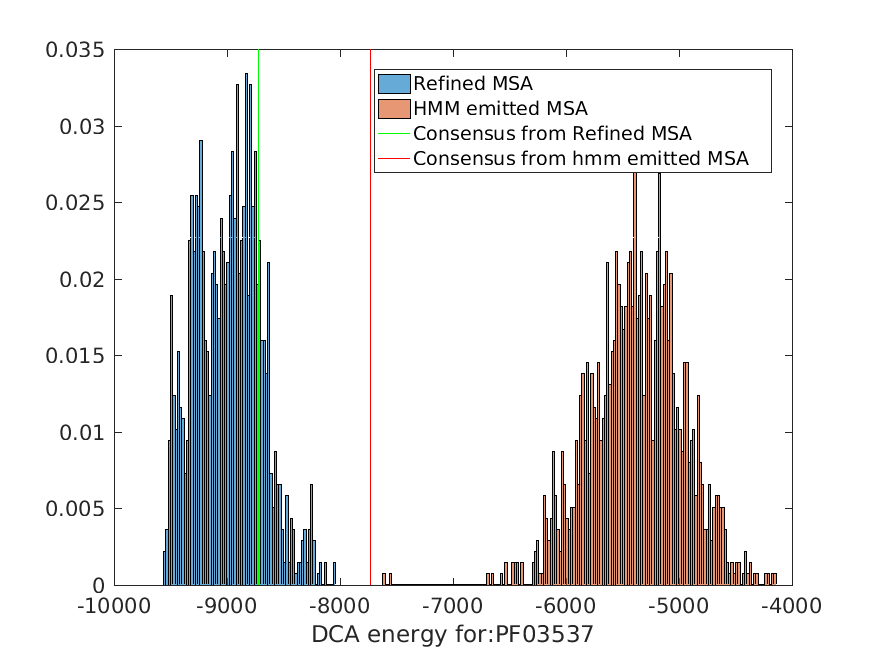 0.035
0.03
0.025
0.02
0.015
0.01
0.005
0
Refined MSA
HMM emitted MSA
Consensus from Refined MSA
Consensus from hmm emitted MSA
-10000 -9000 -8000 -7000 -6000 -5000 -4000
DCA energy for:PF03537